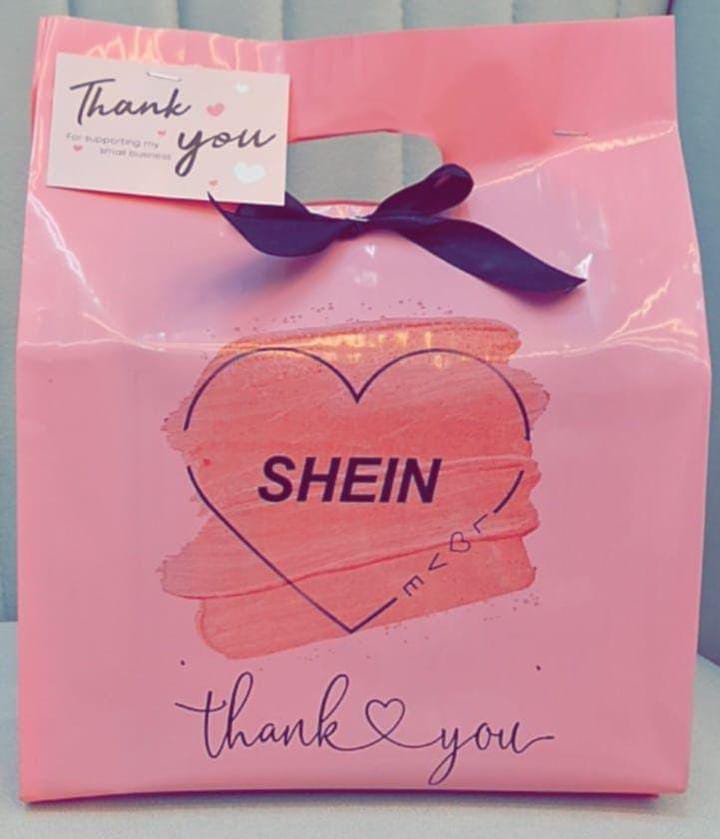 Thank
you
For supporting my
small business
SHEIN
LOVE
thank you